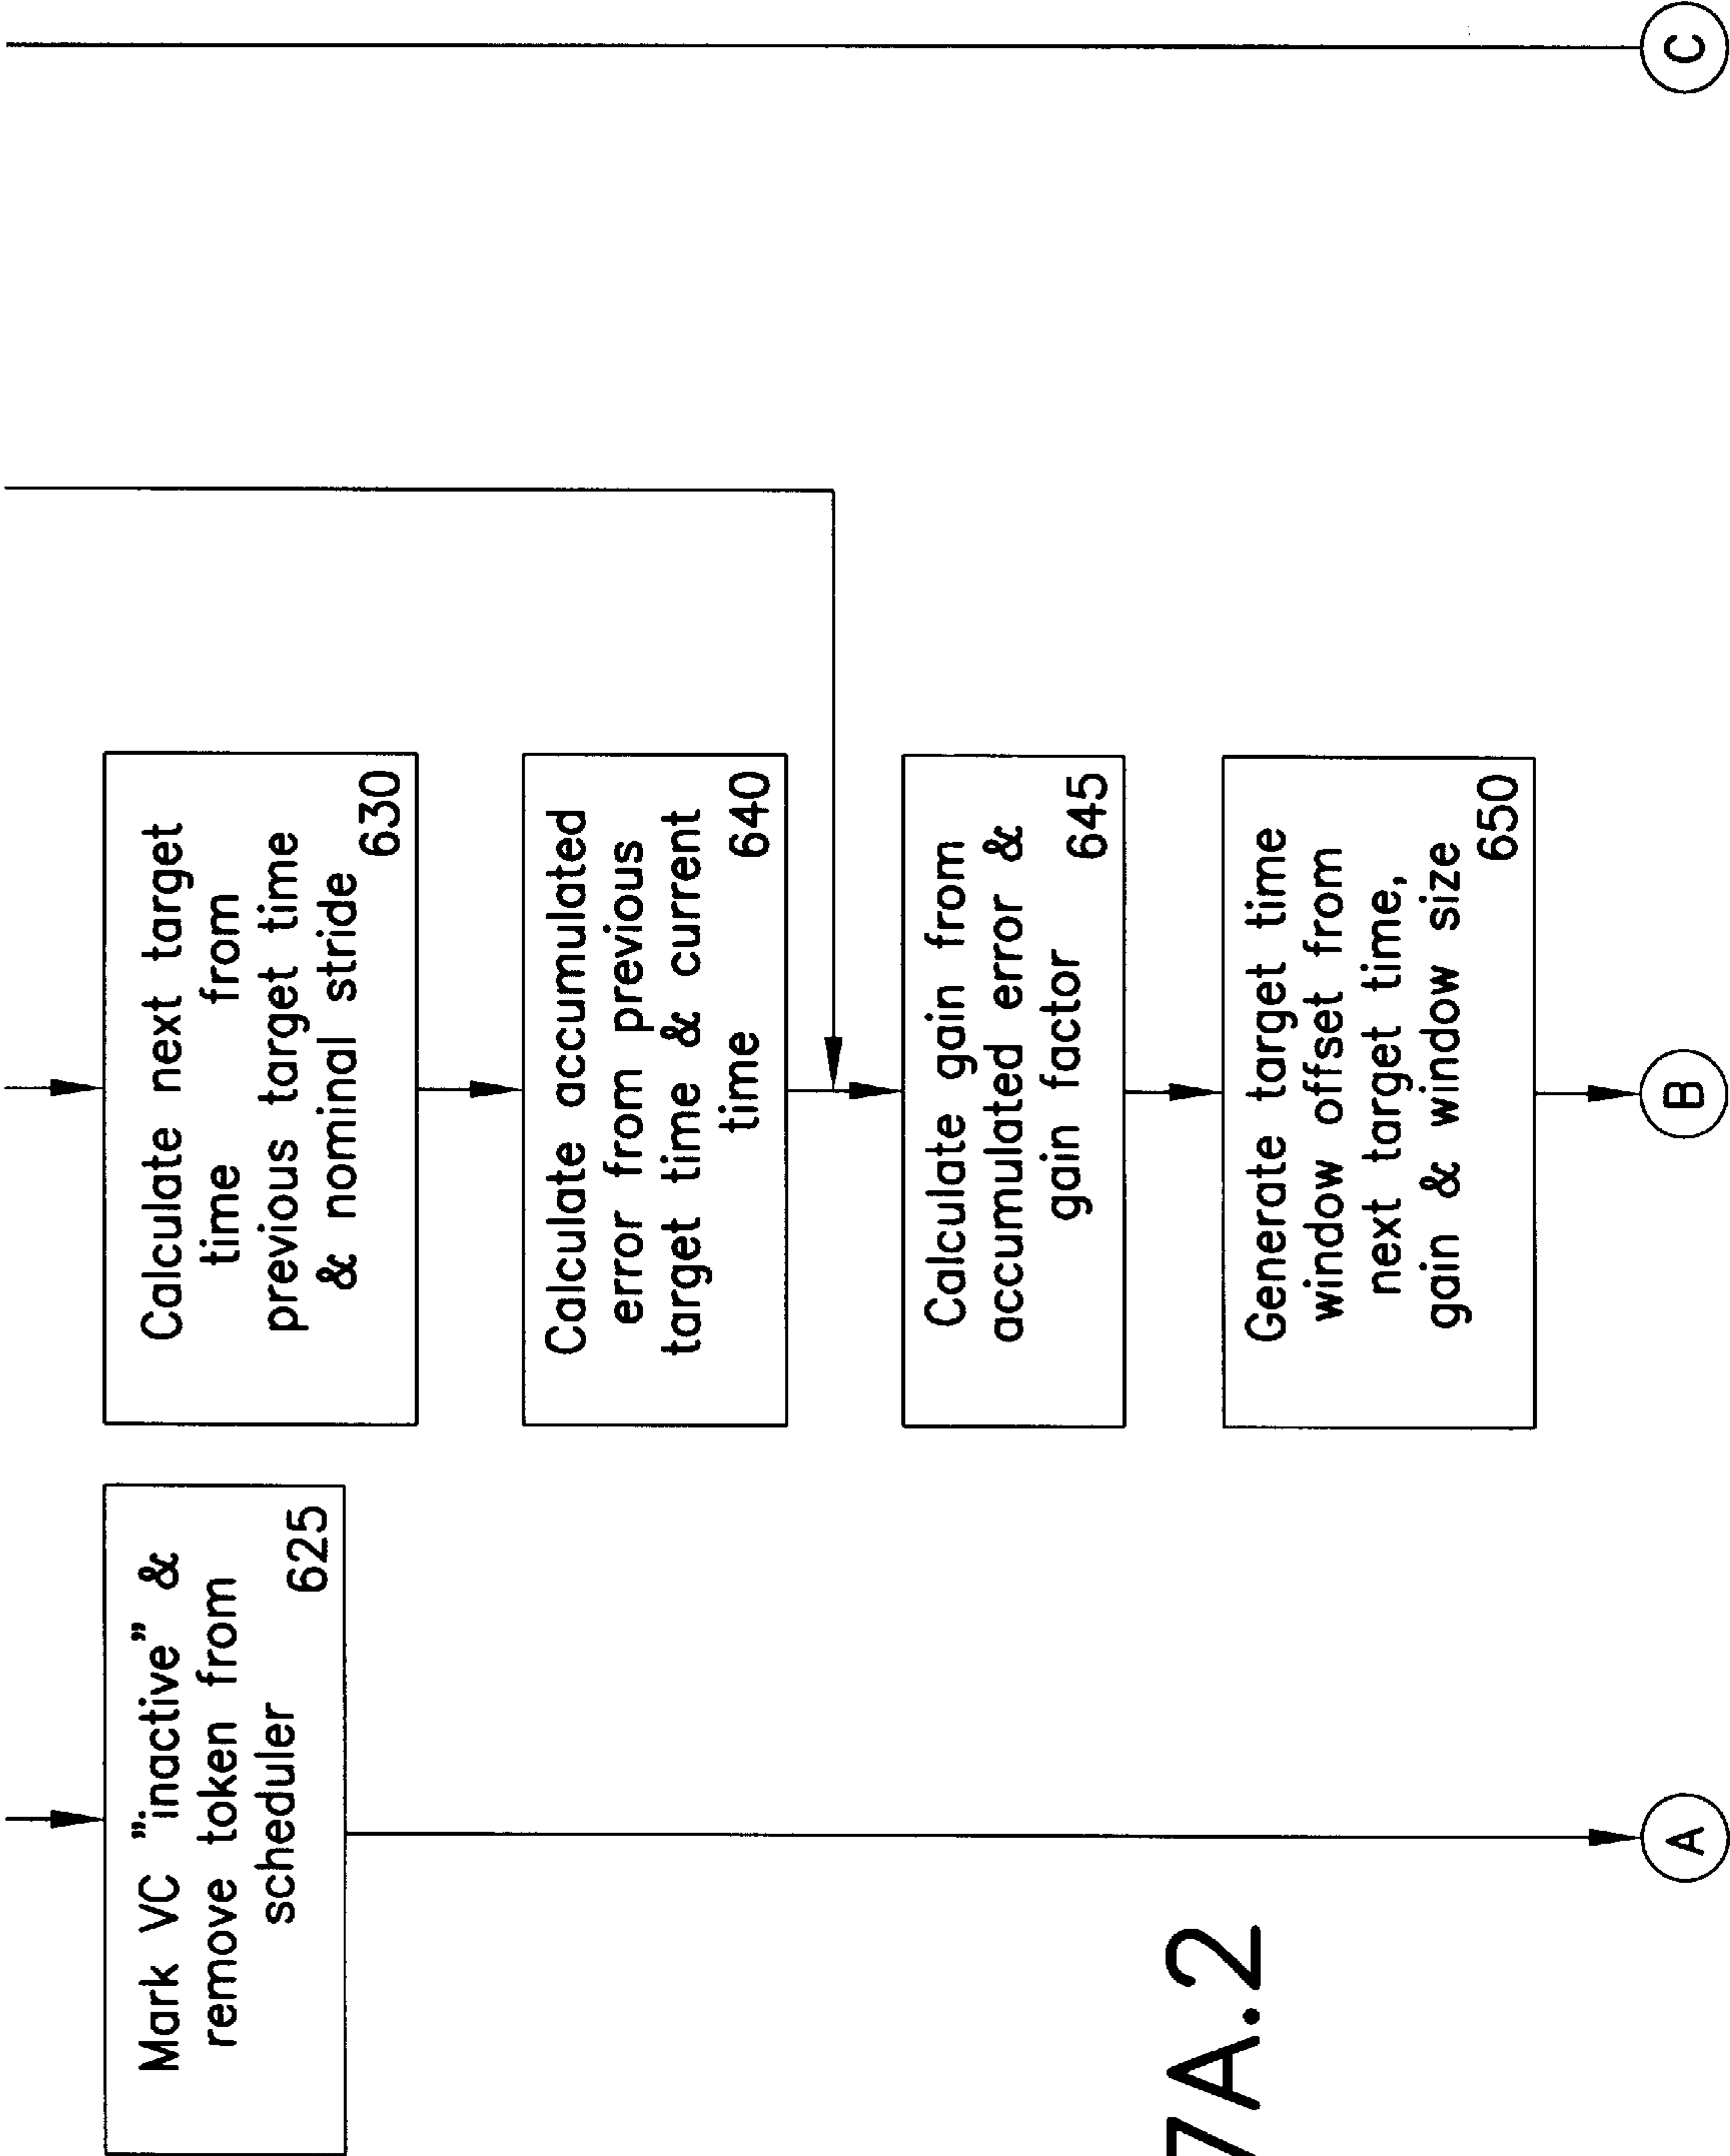 Mark VC "inactive" &
remove token from
scheduler
625
Calculate next target
time from
previous target time
& nominal stride
630
Calculate accumulated
error from previous
target time & current
time
640
Calculate gain from
accumulated error &
gain factor
645
Generate target time
window offset from
next target time,
gain & window size
650
A
B
C
7A.2